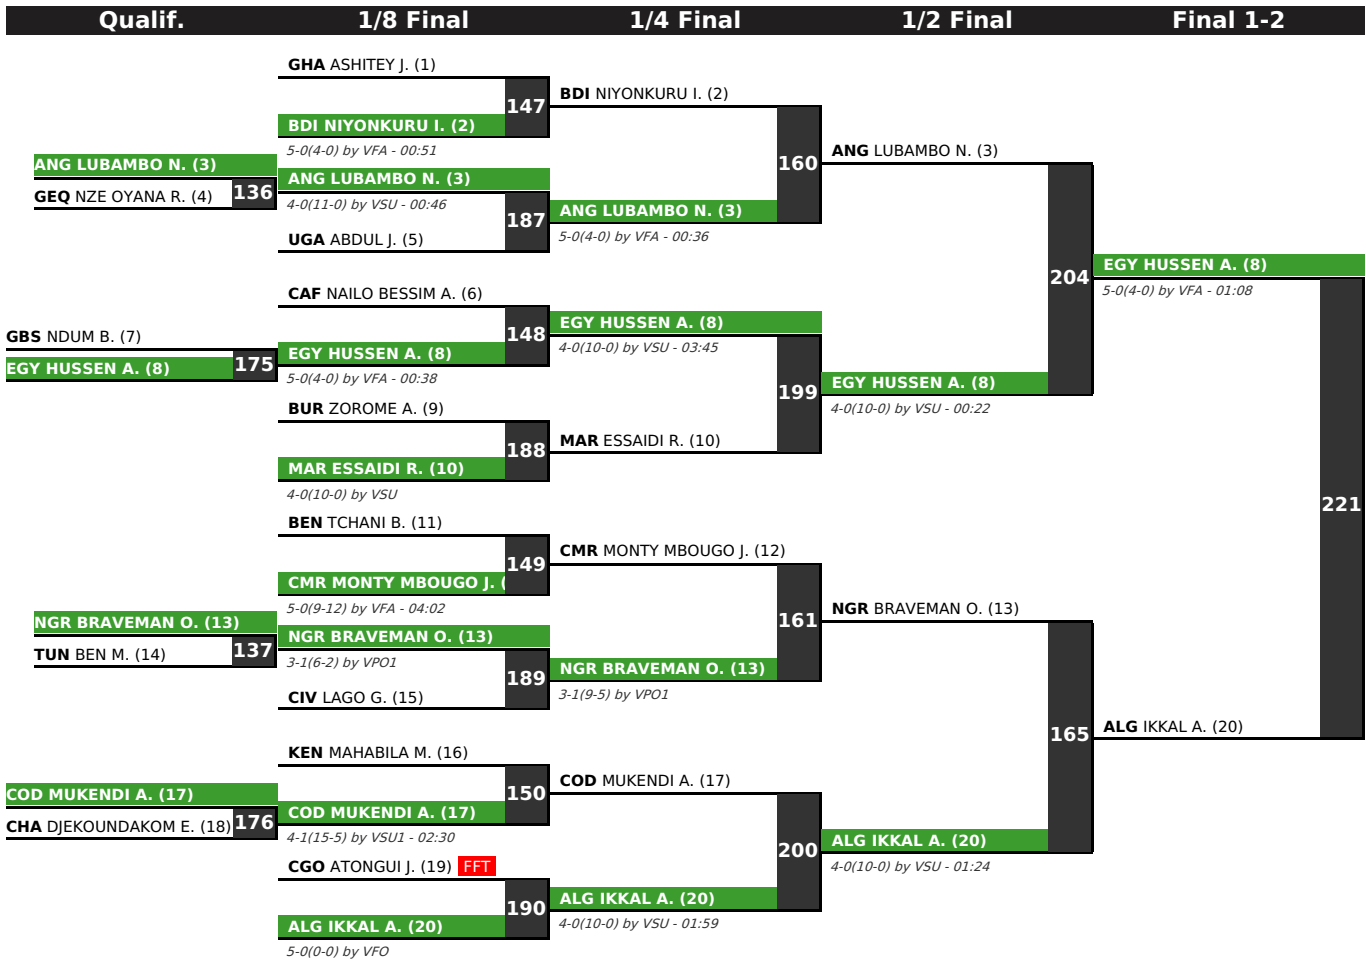 Qualif.
1/8 Final
1/4 Final
1/2 Final
Final 1-2
ANG LUBAMBO N. (3)
GEQ NZE OYANA R. (4)
136
GBS NDUM B. (7)
EGY HUSSEN A. (8)
175
NGR BRAVEMAN O. (13)
TUN BEN M. (14)
137
COD MUKENDI A. (17)
CHA DJEKOUNDAKOM E. (18)
176
GHA ASHITEY J. (1)
147
BDI NIYONKURU I. (2)
5-0(4-0) by VFA - 00:51
ANG LUBAMBO N. (3)
4-0(11-0) by VSU - 00:46
187
UGA ABDUL J. (5)
CAF NAILO BESSIM A. (6)
148
EGY HUSSEN A. (8)
5-0(4-0) by VFA - 00:38
BUR ZOROME A. (9)
188
MAR ESSAIDI R. (10)
4-0(10-0) by VSU
BEN TCHANI B. (11)
149
CMR MONTY MBOUGO J. (
5-0(9-12) by VFA - 04:02
NGR BRAVEMAN O. (13)
3-1(6-2) by VPO1
189
CIV LAGO G. (15)
KEN MAHABILA M. (16)
150
COD MUKENDI A. (17)
4-1(15-5) by VSU1 - 02:30
CGO ATONGUI J. (19) FFT
190
ALG IKKAL A. (20)
5-0(0-0) by VFO
BDI NIYONKURU I. (2)
160
ANG LUBAMBO N. (3)
5-0(4-0) by VFA - 00:36
EGY HUSSEN A. (8)
4-0(10-0) by VSU - 03:45
199
MAR ESSAIDI R. (10)
CMR MONTY MBOUGO J. (12)
161
NGR BRAVEMAN O. (13)
3-1(9-5) by VPO1
COD MUKENDI A. (17)
200
ALG IKKAL A. (20)
4-0(10-0) by VSU - 01:59
ANG LUBAMBO N. (3)
204
EGY HUSSEN A. (8)
4-0(10-0) by VSU - 00:22
NGR BRAVEMAN O. (13)
165
ALG IKKAL A. (20)
4-0(10-0) by VSU - 01:24
EGY HUSSEN A. (8)
5-0(4-0) by VFA - 01:08
221
ALG IKKAL A. (20)